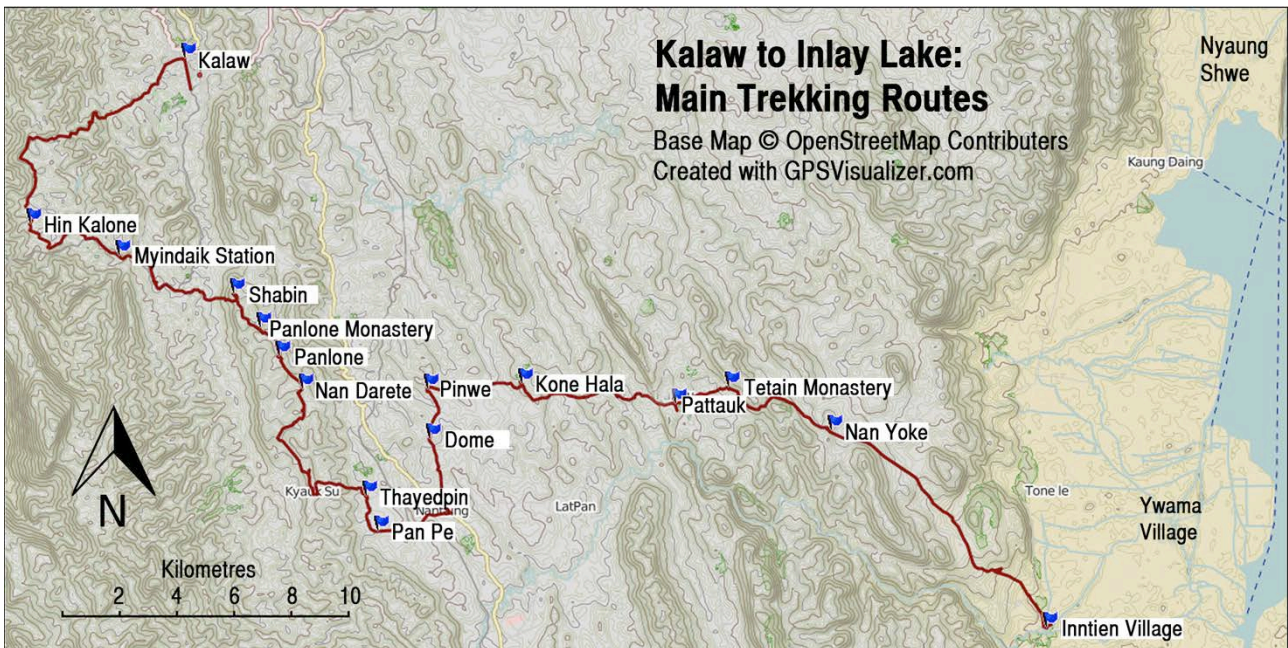 Kalaw to Inlay Lake:
Main Trekking Routes
Base Map © OpenStreetMap Contributers
Created with GPSVisualizer.com
Nyaung
Shwe
Kalaw
Kaung Daing
Hin Kalone
Myindaik Station
Shabin
Panlone Monastery
Panlone
Nan Darete
Pinwe
Kone Hala
Tetain Monastery
Pattauk
Nan Yoke
Dome
Kyauk Su
Thayedpin
Pan Pe
LatPan
Tone le
Ywama
Village
Inntien Village
N
Kilometres
2 4 6 8 10